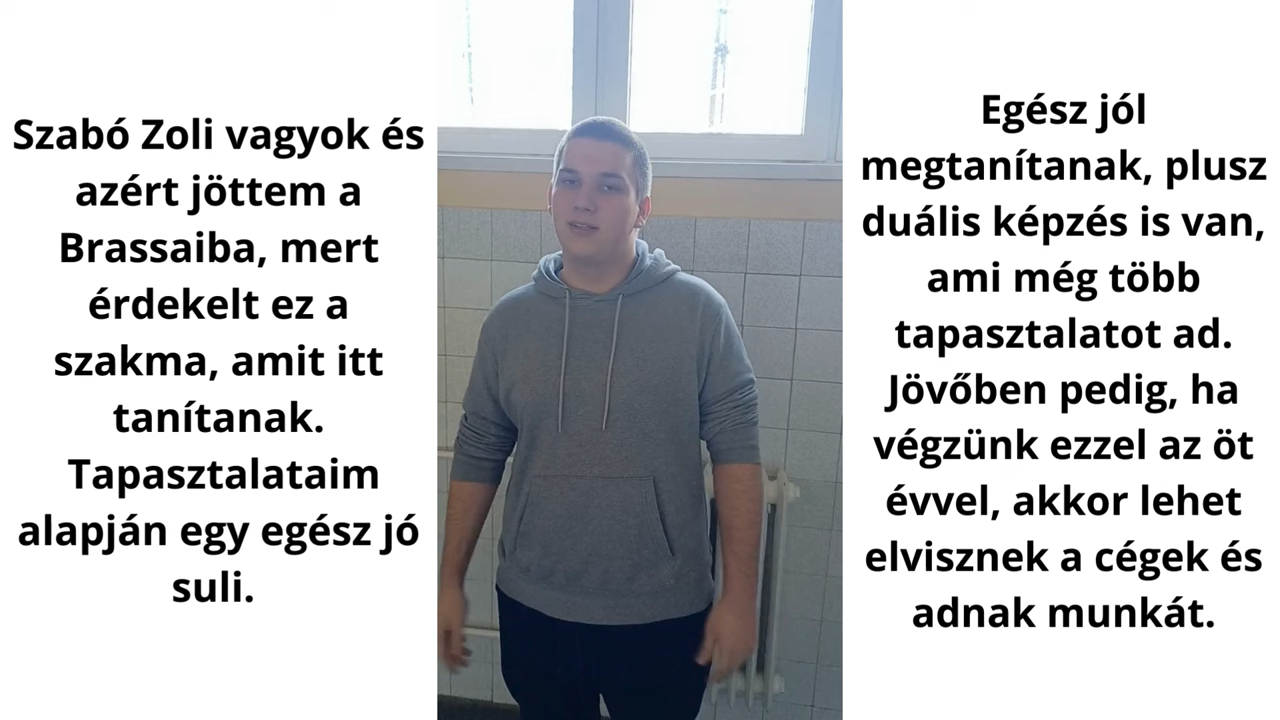 Szabó Zoli vagyok és
azért jöttem a
Brassaiba, mert
érdekelt ez a
szakma, amit itt
tanítanak.
Tapasztalataim
alapján egy egész jó
suli.
Egész jól
megtanítanak, plusz
duális képzés is van,
ami még több
tapasztalatot ad.
Jövőben pedig, ha
végzünk ezzel az öt
évvel, akkor lehet
elvisznek a cégek és
adnak munkát.